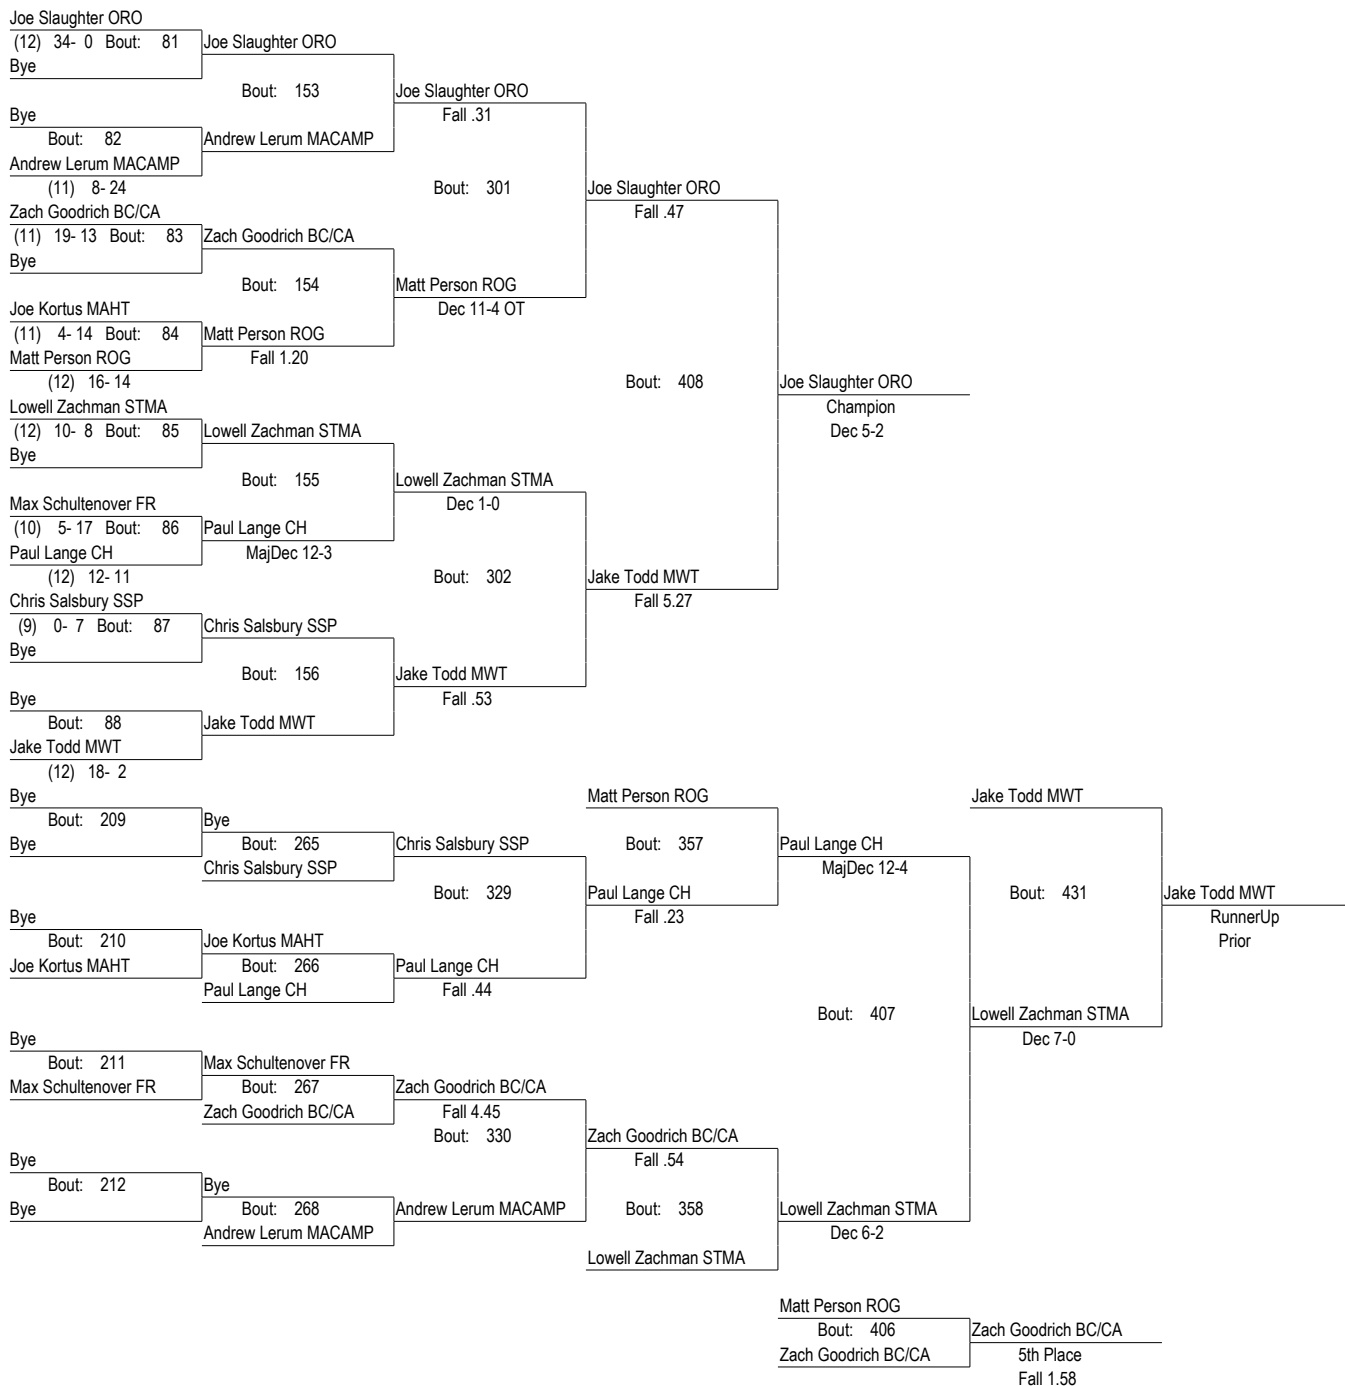 Joe Slaughter ORO
(12) 34- 0 Bout: 81 Joe Slaughter ORO
Bye
Bout: 153 Joe Slaughter ORO
Bye Fall .31
Bout: 82 Andrew Lerum MACAMP
Andrew Lerum MACAMP
(11) 8- 24 Bout: 301 Joe Slaughter ORO
Zach Goodrich BC/CA Fall .47
(11) 19- 13 Bout: 83 Zach Goodrich BC/CA
Bye
Bout: 154 Matt Person ROG
Joe Kortus MAHT Dec 11-4 OT
(11) 4- 14 Bout: 84 Matt Person ROG
Matt Person ROG Fall 1.20
(12) 16- 14 Bout: 408 Joe Slaughter ORO
Lowell Zachman STMA Champion
(12) 10- 8 Bout: 85 Lowell Zachman STMA Dec 5-2
Bye
Bout: 155 Lowell Zachman STMA
Max Schultenover FR Dec 1-0
(10) 5- 17 Bout: 86 Paul Lange CH
Paul Lange CH MajDec 12-3
(12) 12- 11 Bout: 302 Jake Todd MWT
Chris Salsbury SSP Fall 5.27
(9) 0- 7 Bout: 87 Chris Salsbury SSP
Bye
Bout: 156 Jake Todd MWT
Bye Fall .53
Bout: 88 Jake Todd MWT
Jake Todd MWT
(12) 18- 2
Bye Matt Person ROG Jake Todd MWT
Bout: 209 Bye
Bye Bout: 265 Chris Salsbury SSP Bout: 357 Paul Lange CH
Chris Salsbury SSP MajDec 12-4
Bout: 329 Paul Lange CH Bout: 431 Jake Todd MWT
Bye Fall .23 RunnerUp
Bout: 210 Joe Kortus MAHT Prior
Joe Kortus MAHT Bout: 266 Paul Lange CH
Paul Lange CH Fall .44
Bout: 407 Lowell Zachman STMA
Bye Dec 7-0
Bout: 211 Max Schultenover FR
Max Schultenover FR Bout: 267 Zach Goodrich BC/CA
Zach Goodrich BC/CA Fall 4.45
Bout: 330 Zach Goodrich BC/CA
Bye Fall .54
Bout: 212 Bye
Bye Bout: 268 Andrew Lerum MACAMP Bout: 358 Lowell Zachman STMA
Andrew Lerum MACAMP Dec 6-2
Lowell Zachman STMA
Matt Person ROG
Bout: 406 Zach Goodrich BC/CA
Zach Goodrich BC/CA 5th Place
Fall 1.58